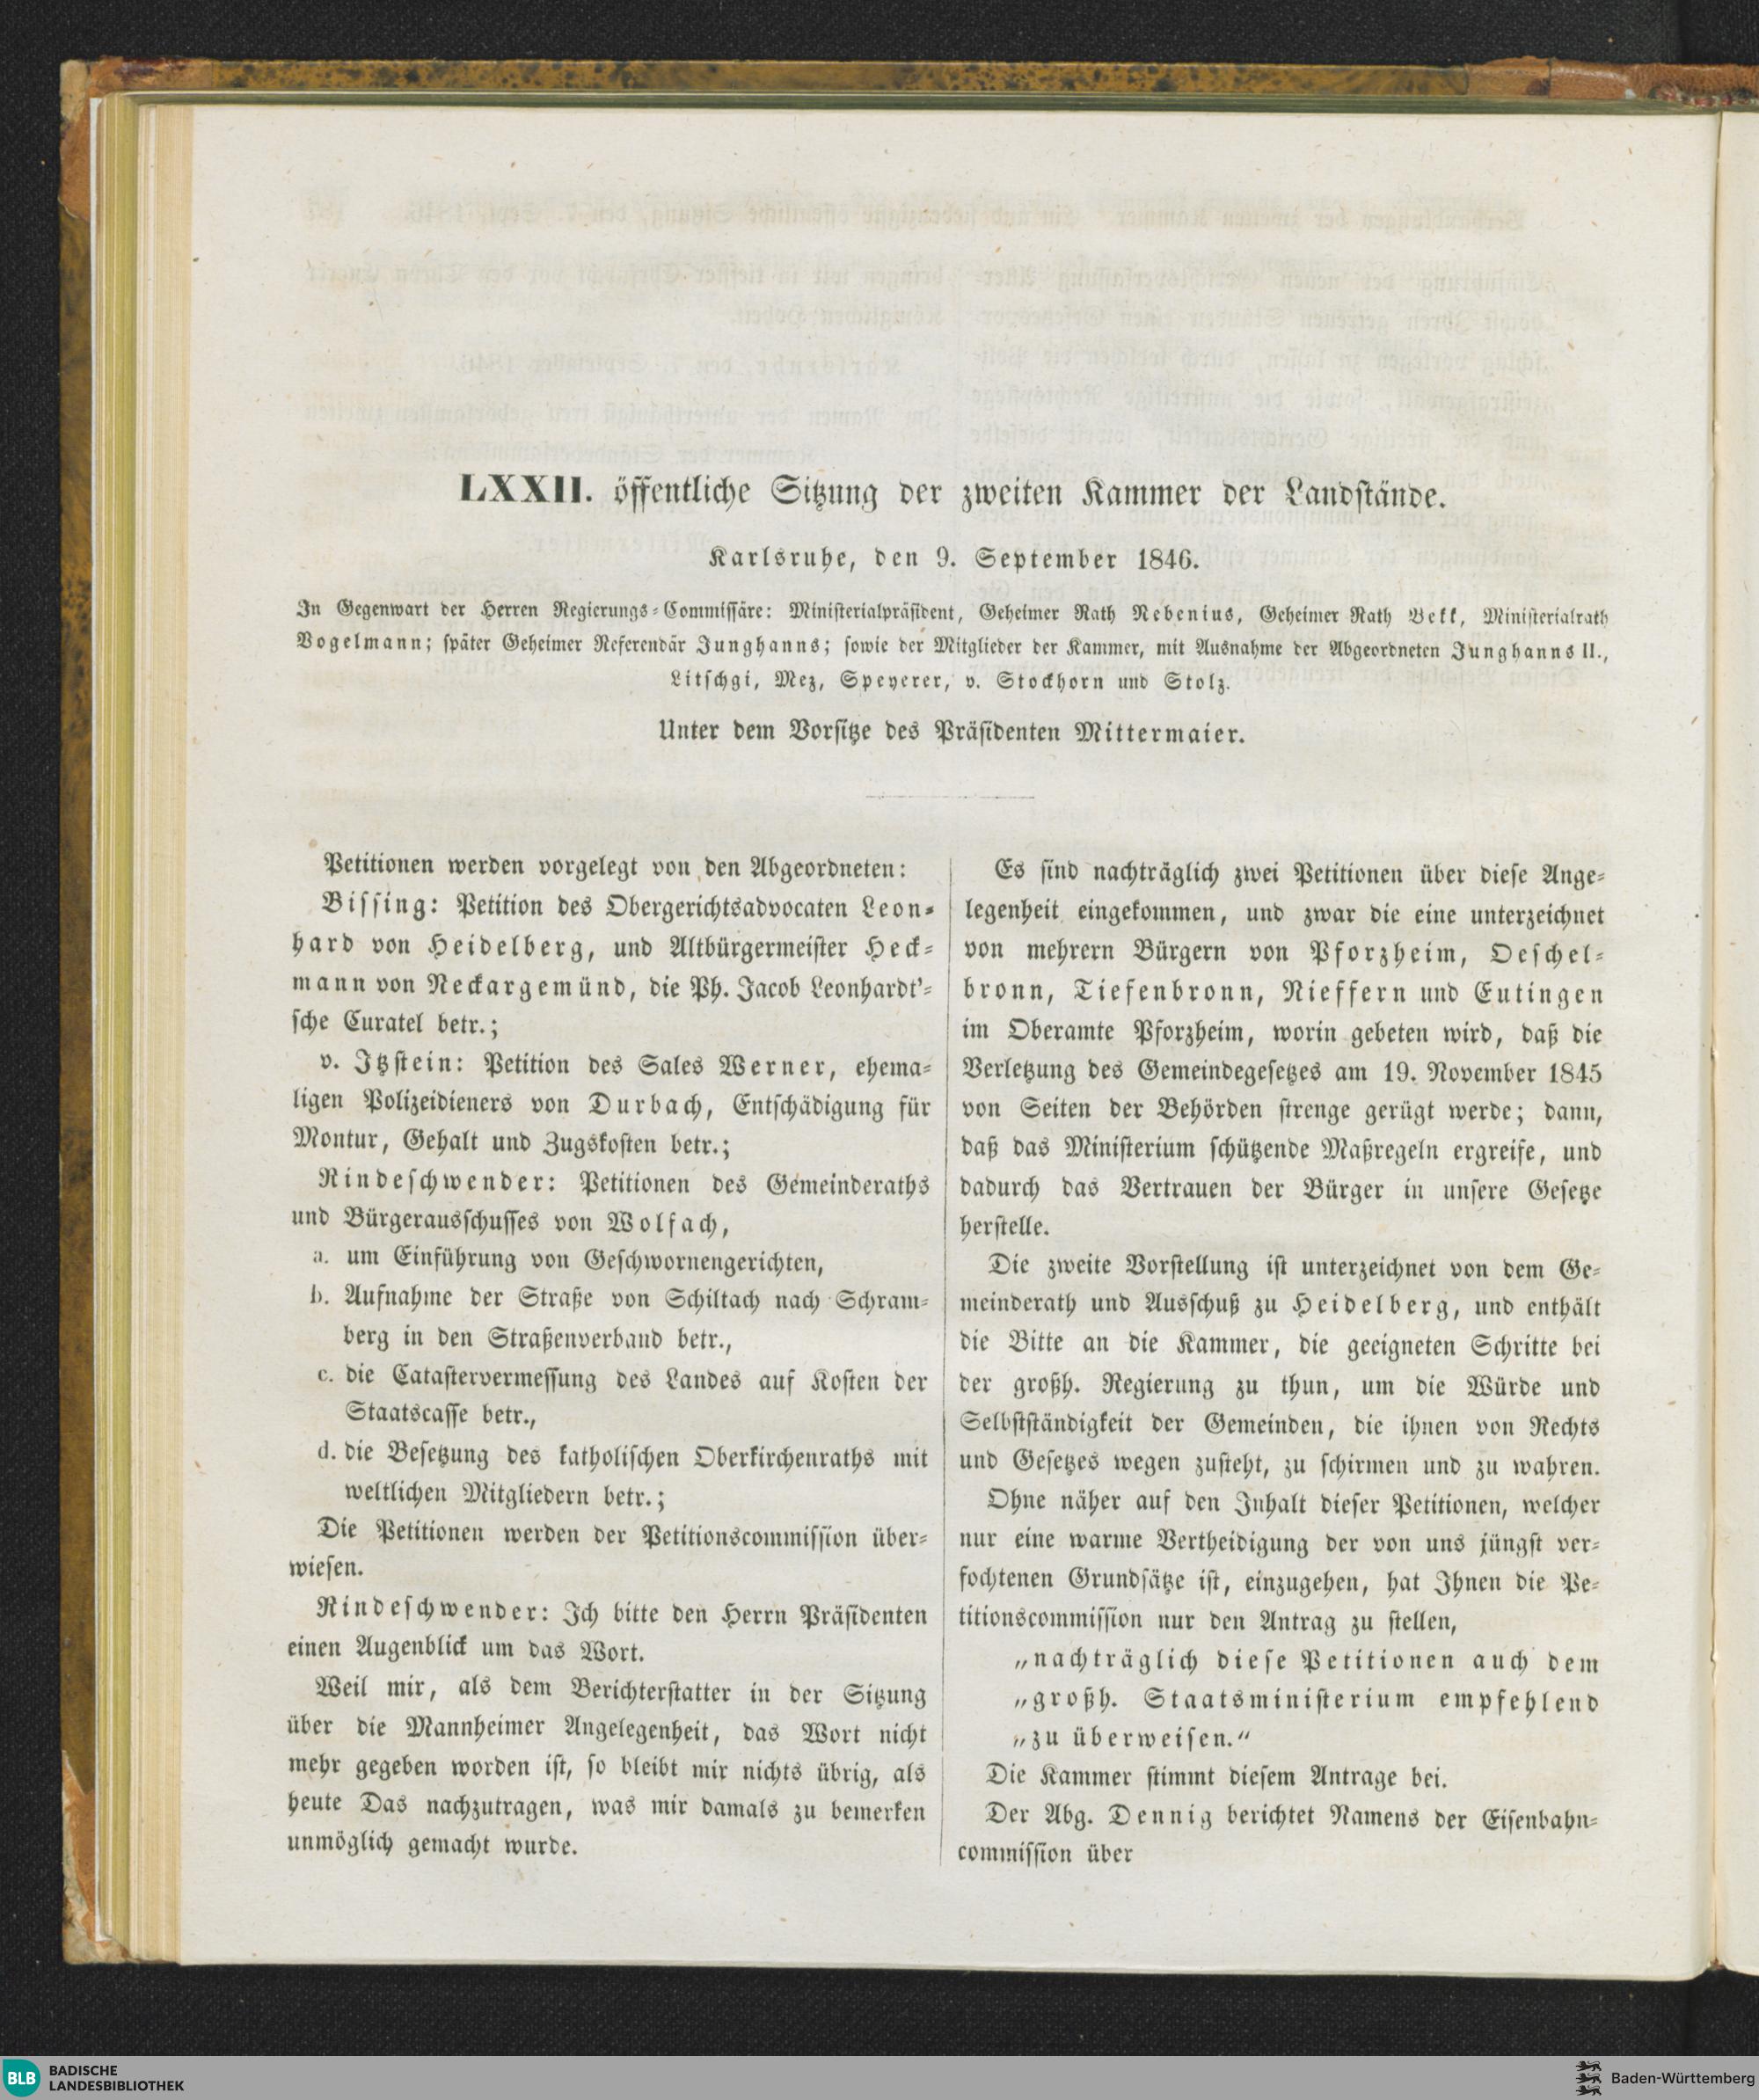 LXXII. öffentliche Sitzung der zweiten Kammer der Landstände.
Karlsruhe, den 9. September 1846.
In Gegenwart der Herren Regierungs-Commissäre: Ministerialpräsident, Geheimer Rath Nebenius, Geheimer Rath Bekk, Ministerialrath
Vogelmann; später Geheimer Referendär Junghanns; sowie der Mitglieder der Kammer, mit Ausnahme der Abgeordneten Junghanns II.,
Litschgi, Mez, Speyerer, v. Stockhorn und Stolz.
Unter dem Vorsitze des Präsidenten Mittermaier.
Petitionen werden vorgelegt von den Abgeordneten:
Bissing: Petition des Obergerichtsadvocaten Leon-
hard von Heidelberg, und Altbürgermeister Heck-
mann von Neckargemünd, die Ph. Jacob Leonhardt'-
sche Curatel betr.;
v. Itzstein: Petition des Sales Werner, ehema-
ligen Polizeidieners von Durbach, Entschädigung für
Montur, Gehalt und Zugskosten betr.;
Rindeschwender: Petitionen des Gemeinderaths
und Bürgerausschusses von Wolfach,
a. um Einführung von Geschwornengerichten,
b. Aufnahme der Straße von Schiltach nach Schram-
berg in den Straßenverband betr.,
c. die Catastervermessung des Landes auf Kosten der
Staatscasse betr.,
d. die Besetzung des katholischen Oberkirchenraths mit
weltlichen Mitgliedern betr.;
Die Petitionen werden der Petitionscommission über-
wiesen.
Rindeschwender: Ich bitte den Herrn Präsidenten
einen Augenblick um das Wort.
Weil mir, als dem Berichterstatter in der Sitzung
über die Mannheimer Angelegenheit, das Wort nicht
mehr gegeben worden ist, so bleibt mir nichts übrig, als
heute Das nachzutragen, was mir damals zu bemerken
unmöglich gemacht wurde.
Es sind nachträglich zwei Petitionen über diese Ange-
legenheit eingekommen, und zwar die eine unterzeichnet
von mehrern Bürgern von Pforzheim, Oeschel-
bronn, Tiefenbronn, Nieffern und Eutingen
im Oberamte Pforzheim, worin gebeten wird, daß die
Verletzung des Gemeindegesetzes am 19. November 1845
von Seiten der Behörden strenge gerügt werde; dann,
daß das Ministerium schützende Maßregeln ergreife, und
dadurch das Vertrauen der Bürger in unsere Gesetze
herstelle.
Die zweite Vorstellung ist unterzeichnet von dem Ge-
meinderath und Ausschuß zu Heidelberg, und enthält
die Bitte an die Kammer, die geeigneten Schritte bei
der großh. Regierung zu thun, um die Würde und
Selbstständigkeit der Gemeinden, die ihnen von Rechts
und Gesetzes wegen zusteht, zu schirmen und zu wahren.
Ohne näher auf den Inhalt dieser Petitionen, welcher
nur eine warme Vertheidigung der von uns jüngst ver-
fochtenen Grundsätze ist, einzugehen, hat Ihnen die Pe-
titionscommission nur den Antrag zu stellen,
„nachträglich diese Petitionen auch dem
„großh. Staatsministerium empfehlend
„zu überweisen.“
Die Kammer stimmt diesem Antrage bei.
Der Abg. Dennig berichtet Namens der Eisenbahn-
commission über
BLB BADISCHE
LANDESBIBLIOTHEK
Baden-Württemberg